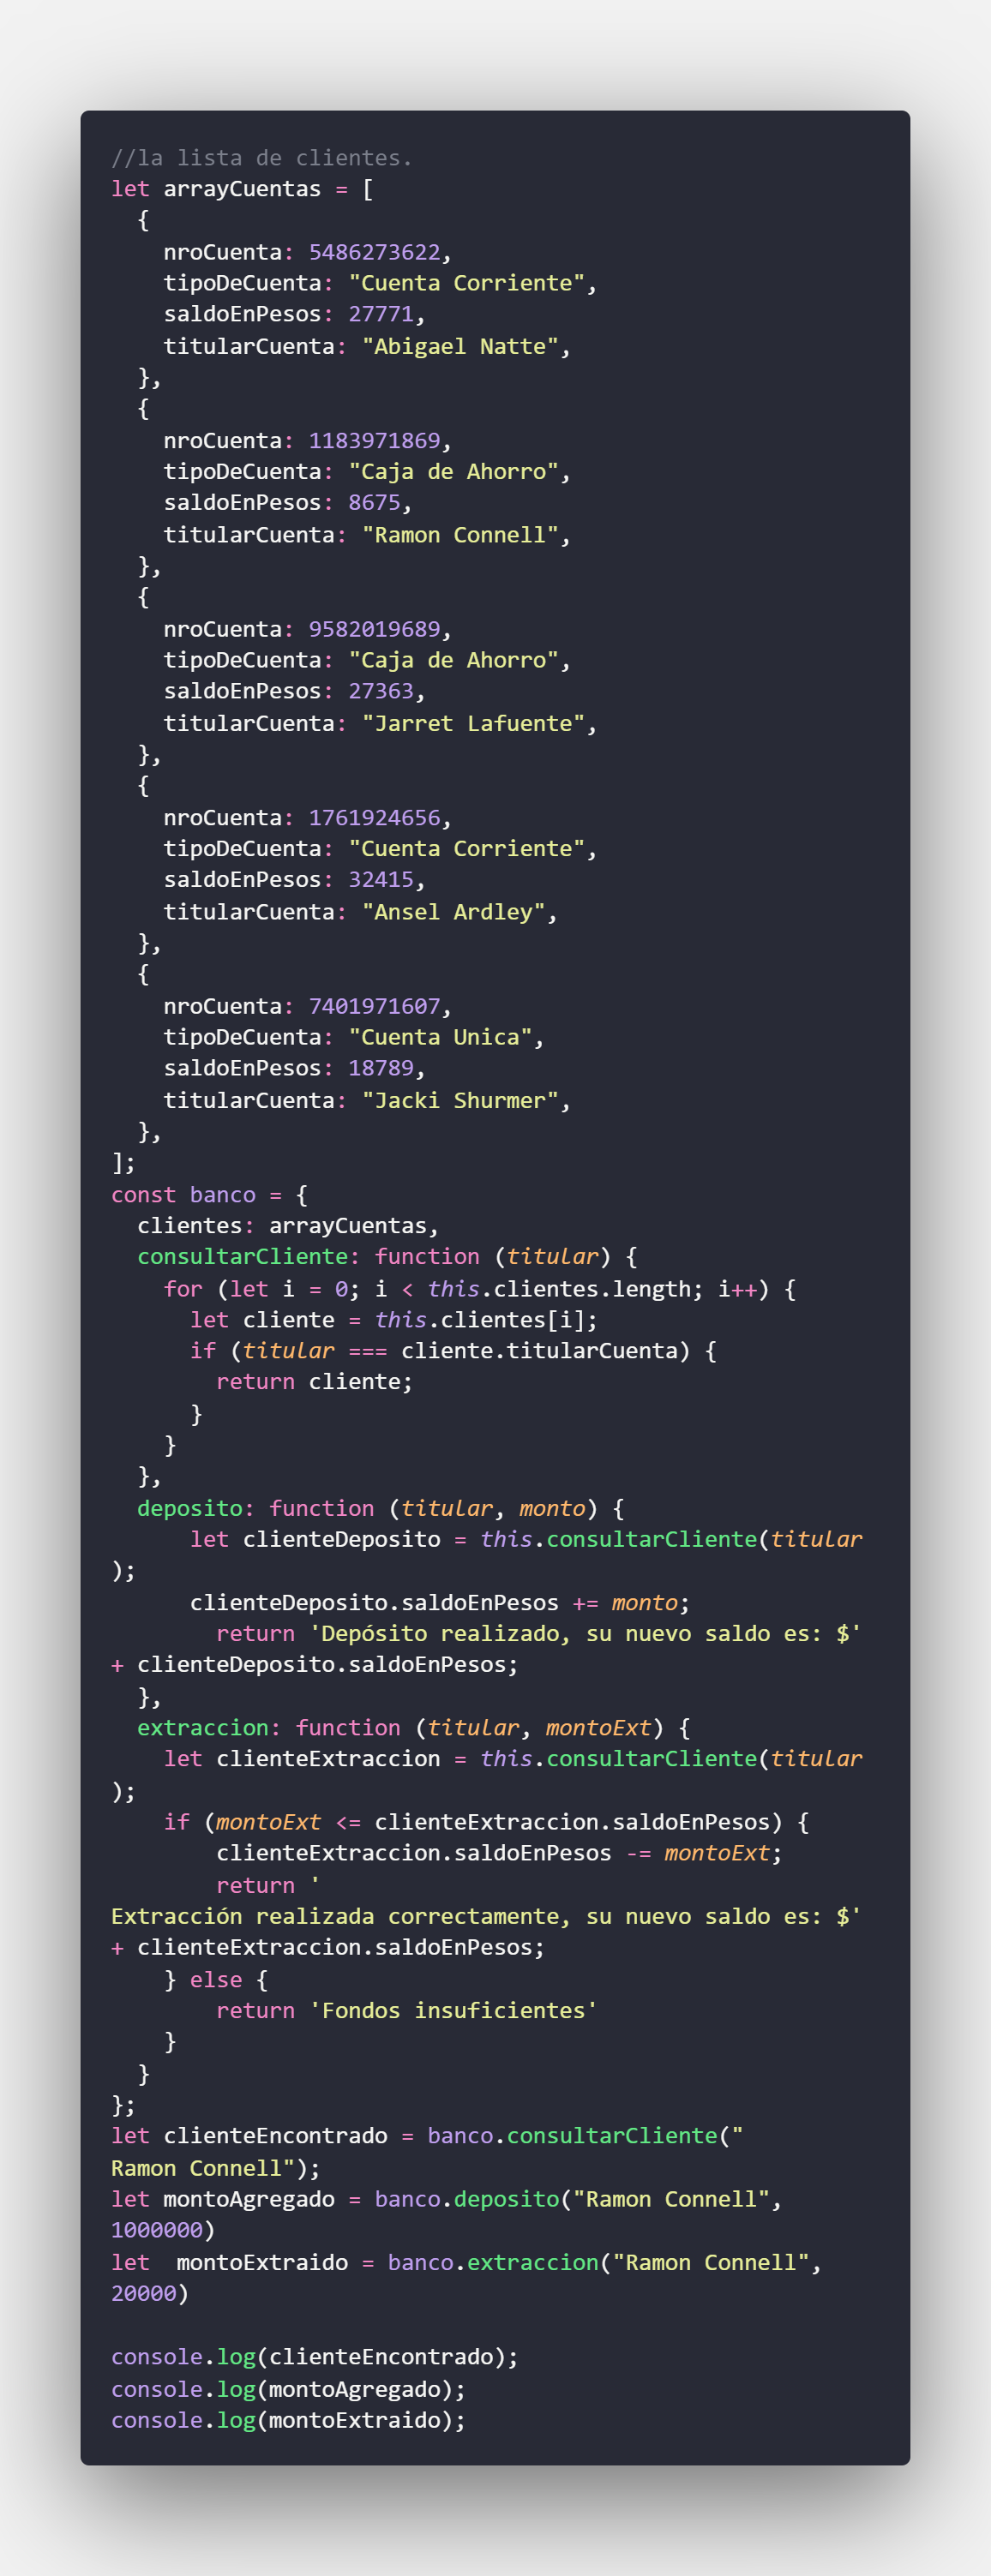 //la lista de clientes.
let arrayCuentas = [
  {
    nroCuenta: 5486273622,
    tipoDeCuenta: "Cuenta Corriente",
    saldoEnPesos: 27771,
    titularCuenta: "Abigael Natte",
  },
  {
    nroCuenta: 1183971869,
    tipoDeCuenta: "Caja de Ahorro",
    saldoEnPesos: 8675,
    titularCuenta: "Ramon Connell",
  },
  {
    nroCuenta: 9582019689,
    tipoDeCuenta: "Caja de Ahorro",
    saldoEnPesos: 27363,
    titularCuenta: "Jarret Lafuente",
  },
  {
    nroCuenta: 1761924656,
    tipoDeCuenta: "Cuenta Corriente",
    saldoEnPesos: 32415,
    titularCuenta: "Ansel Ardley",
  },
  {
    nroCuenta: 7401971607,
    tipoDeCuenta: "Cuenta Unica",
    saldoEnPesos: 18789,
    titularCuenta: "Jacki Shurmer",
  },
];
const banco = {
  clientes: arrayCuentas,
  consultarCliente: function (titular) {
    for (let i = 0; i < this.clientes.length; i++) {
      let cliente = this.clientes[i];
      if (titular === cliente.titularCuenta) {
        return cliente;
      }
    }
  },
  deposito: function (titular, monto) {
      let clienteDeposito = this.consultarCliente(titular
);
      clienteDeposito.saldoEnPesos += monto;
        return 'Depósito realizado, su nuevo saldo es: $'
+ clienteDeposito.saldoEnPesos;
  },
  extraccion: function (titular, montoExt) {
    let clienteExtraccion = this.consultarCliente(titular
);
    if (montoExt <= clienteExtraccion.saldoEnPesos) {
        clienteExtraccion.saldoEnPesos -= montoExt;
        return '
Extracción realizada correctamente, su nuevo saldo es: $'
+ clienteExtraccion.saldoEnPesos;
    } else {
        return 'Fondos insuficientes'
    }
  }
};
let clienteEncontrado = banco.consultarCliente("
Ramon Connell");
let montoAgregado = banco.deposito("Ramon Connell",
1000000)
let  montoExtraido = banco.extraccion("Ramon Connell",
20000)

console.log(clienteEncontrado);
console.log(montoAgregado);
console.log(montoExtraido);